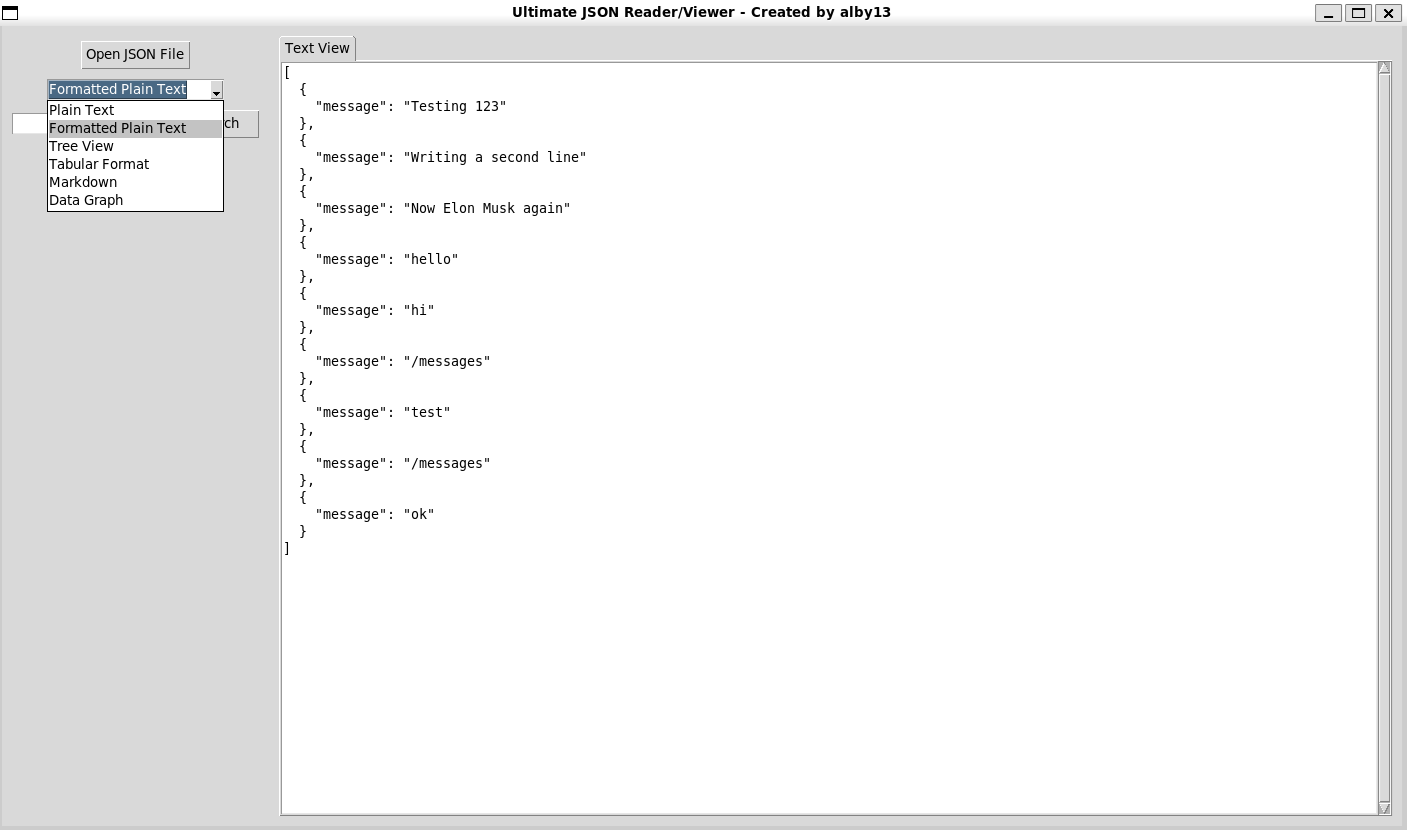 Ultimate JSON Reader/Viewer - Created by alby13
Open JSON File
Formatted Plain Text
Plain Text
Formatted Plain Text
Tree View
Tabular Format
Markdown
Data Graph
ch
Text View
[
  {
    "message": "Testing 123"
  },
  {
    "message": "Writing a second line"
  },
  {
    "message": "Now Elon Musk again"
  },
  {
    "message": "hello"
  },
  {
    "message": "hi"
  },
  {
    "message": "/messages"
  },
  {
    "message": "test"
  },
  {
    "message": "/messages"
  },
  {
    "message": "ok"
  }
]